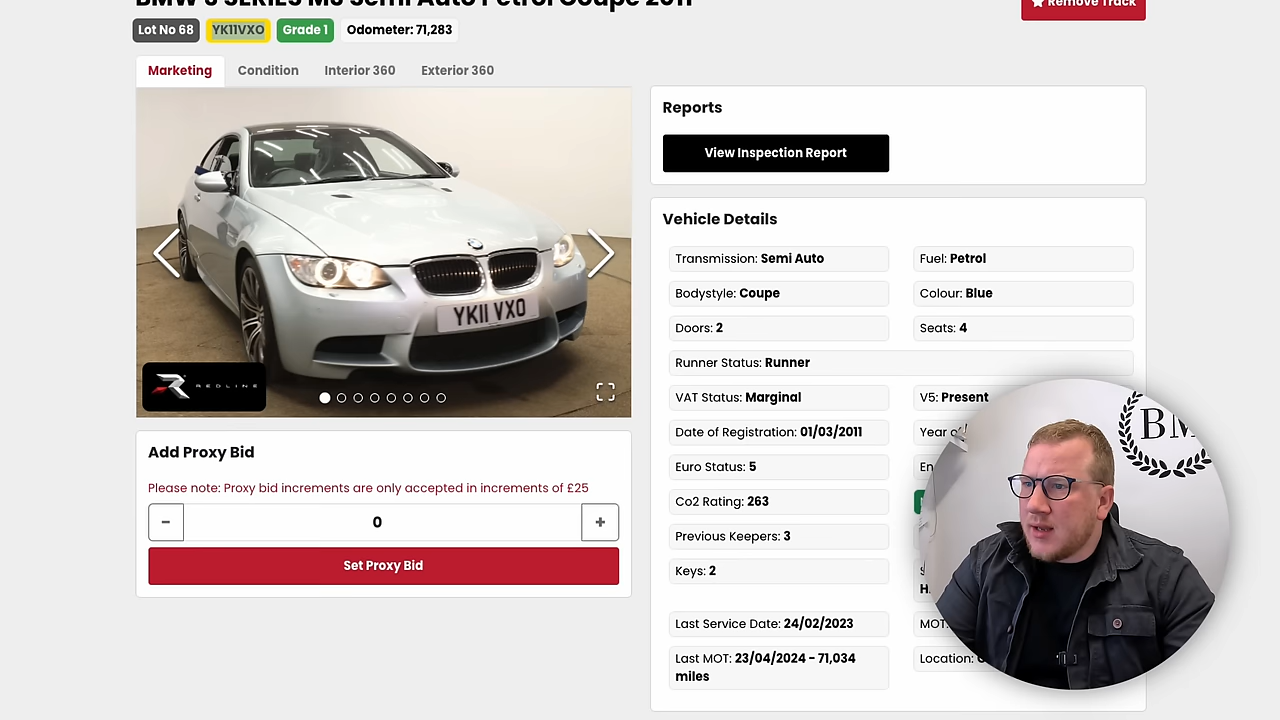 Lot No 68 YK11VXO Grade 1 Odometer: 71,283
Remove Track
Marketing Condition Interior 360 Exterior 360
YK11 VXO
REDLINE
Add Proxy Bid
Please note: Proxy bid increments are only accepted in increments of £25
− 0 +
Set Proxy Bid
Reports
View Inspection Report
Vehicle Details
Transmission: Semi Auto Fuel: Petrol
Bodystyle: Coupe Colour: Blue
Doors: 2 Seats: 4
Runner Status: Runner
VAT Status: Marginal V5: Present
Date of Registration: 01/03/2011 Year
Euro Status: 5
Co2 Rating: 263
Previous Keepers: 3
Keys: 2
Last Service Date: 24/02/2023 MOT:
Last MOT: 23/04/2024 - 71,034 Location:
miles